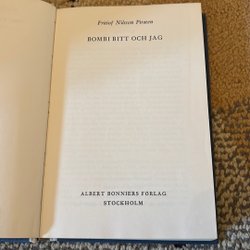 Fritiof Nilsson Piraten
BOMBI BITT OCH JAG
ALBERT BONNIERS FÖRLAG
STOCKHOLM